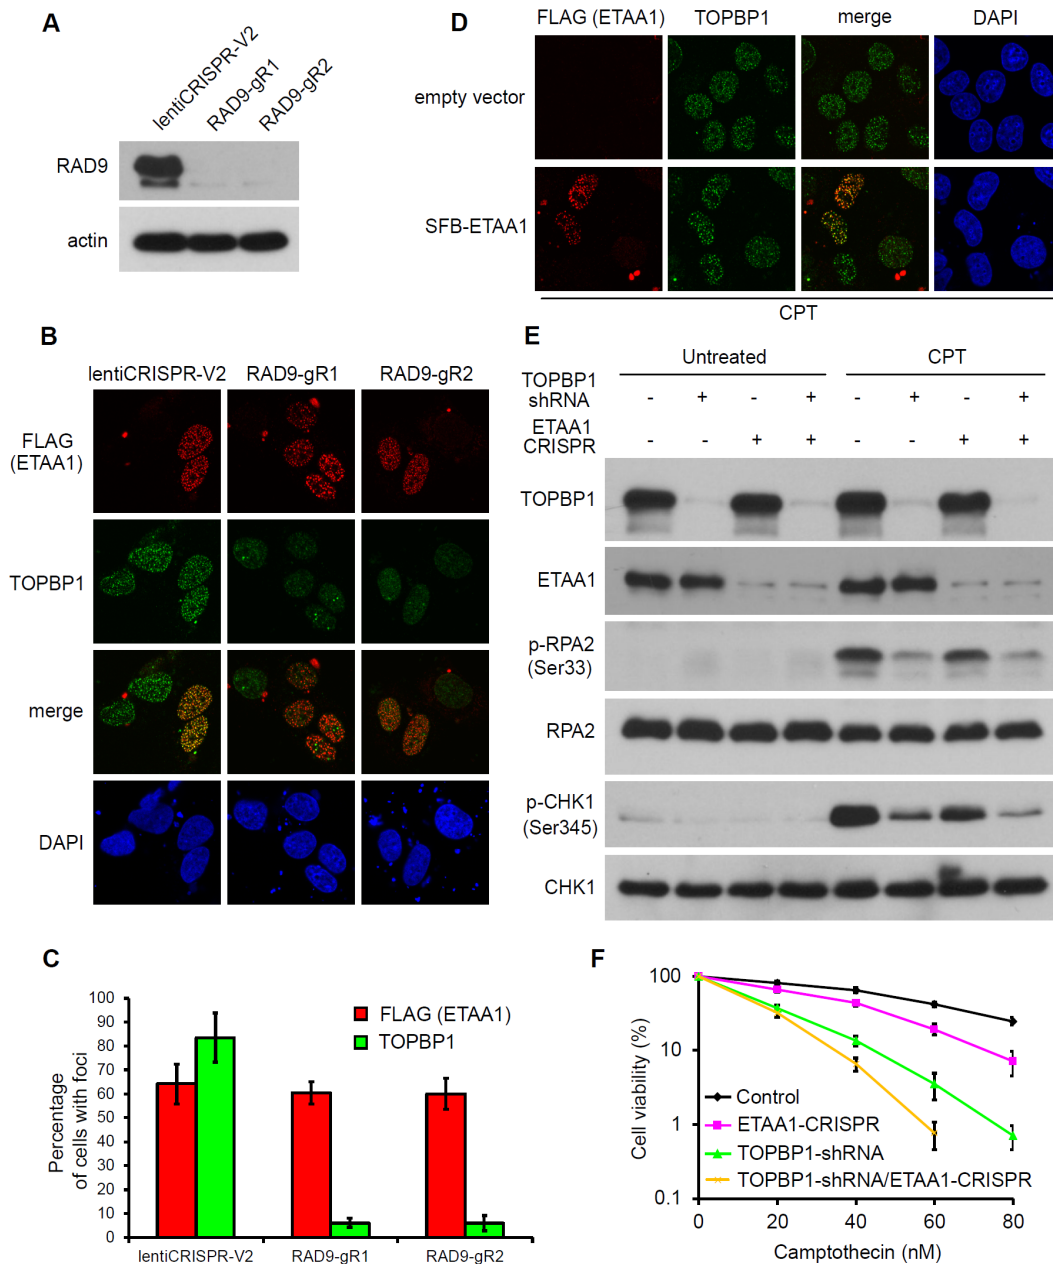 A
lentiCRISPR-V2
RAD9-gR1
RAD9-gR2
RAD9
actin
B
lentiCRISPR-V2 RAD9-gR1 RAD9-gR2
FLAG
(ETAA1)
TOPBP1
merge
DAPI
C
Percentage
of cells with foci
100
90
80
70
60
50
40
30
20
10
0
FLAG (ETAA1)
TOPBP1
lentiCRISPR-V2 RAD9-gR1 RAD9-gR2
D
FLAG (ETAA1) TOPBP1 merge DAPI
empty vector
SFB-ETAA1
CPT
E
Untreated CPT
TOPBP1
shRNA
- + - + - + - +
ETAA1
CRISPR
- - + + - - + +
TOPBP1
ETAA1
p-RPA2
(Ser33)
RPA2
p-CHK1
(Ser345)
CHK1
F
Cell viability (%)
100
10
1
0.1
Control
ETAA1-CRISPR
TOPBP1-shRNA
TOPBP1-shRNA/ETAA1-CRISPR
0 20 40 60 80
Camptothecin (nM)